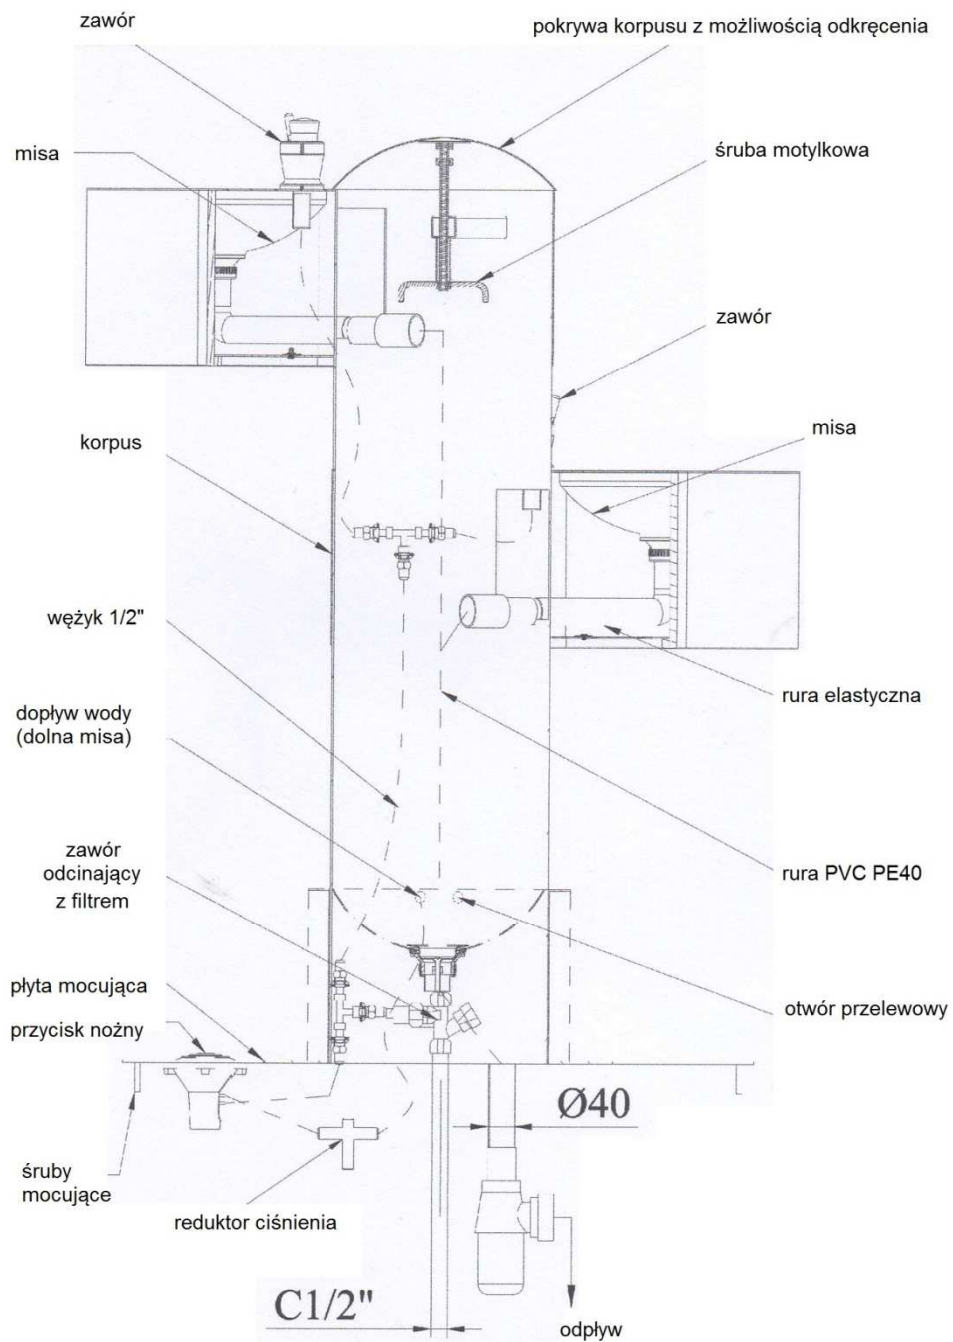 zawór
pokrywa korpusu z możliwością odkręcenia
misa
śruba motylkowa
zawór
korpus
misa
wężyk 1/2"
rura elastyczna
dopływ wody
(dolna misa)
zawór
odcinający
z filtrem
rura PVC PE40
płyta mocująca
otwór przelewowy
przycisk nożny
Ø40
śruby
mocujące
reduktor ciśnienia
C1/2"
odpływ